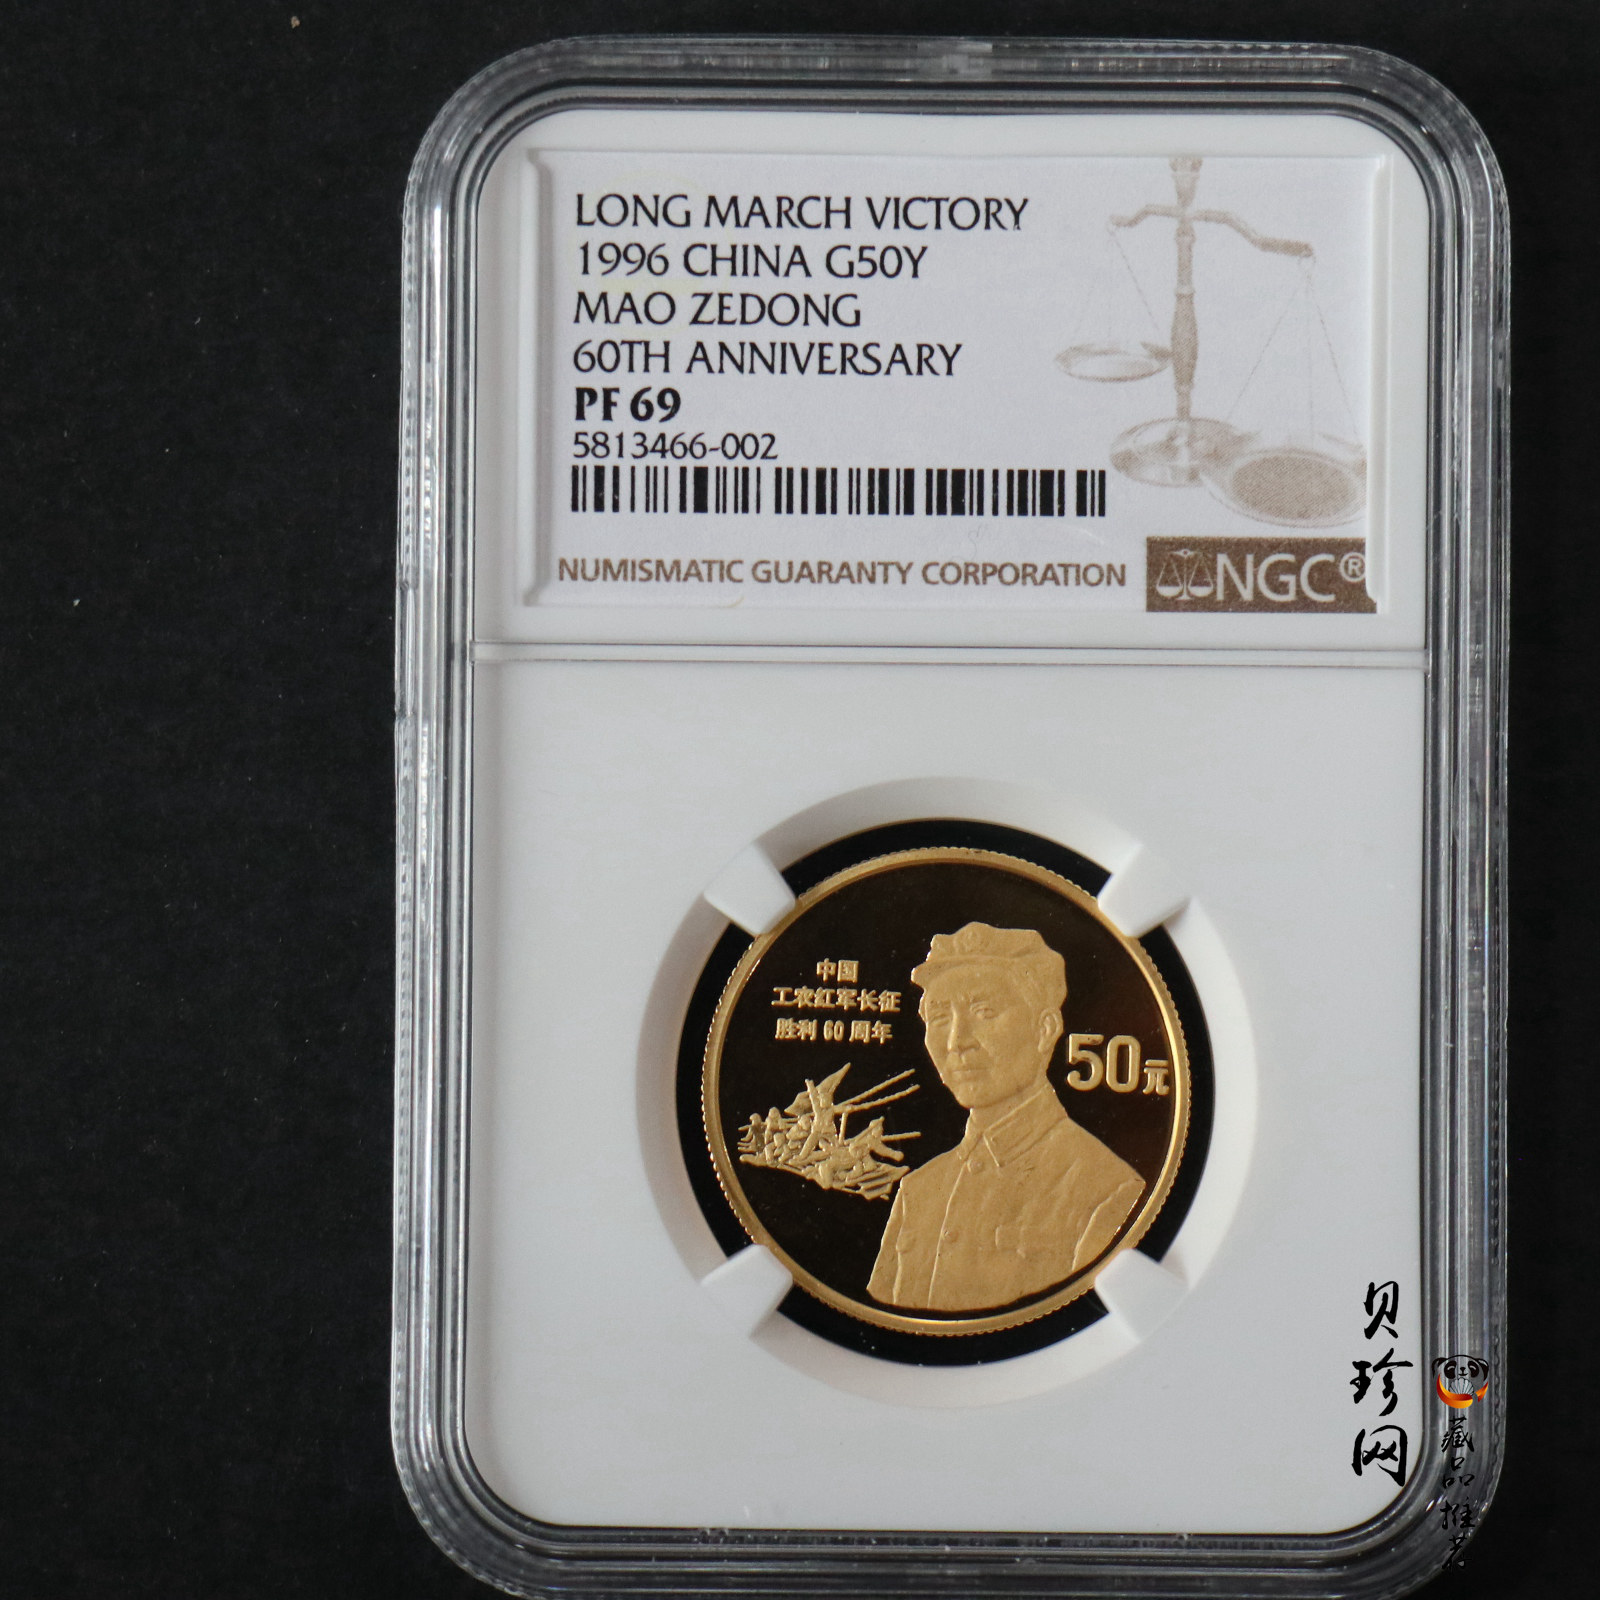 LONG MARCH VICTORY
1996 CHINA G50Y
MAO ZEDONG
60TH ANNIVERSARY
PF 69
5813466-002
NUMISMATIC GUARANTY CORPORATION
NGC®
中国
工农红军长征
胜利60周年
50元
贝珍网
藏品推荐